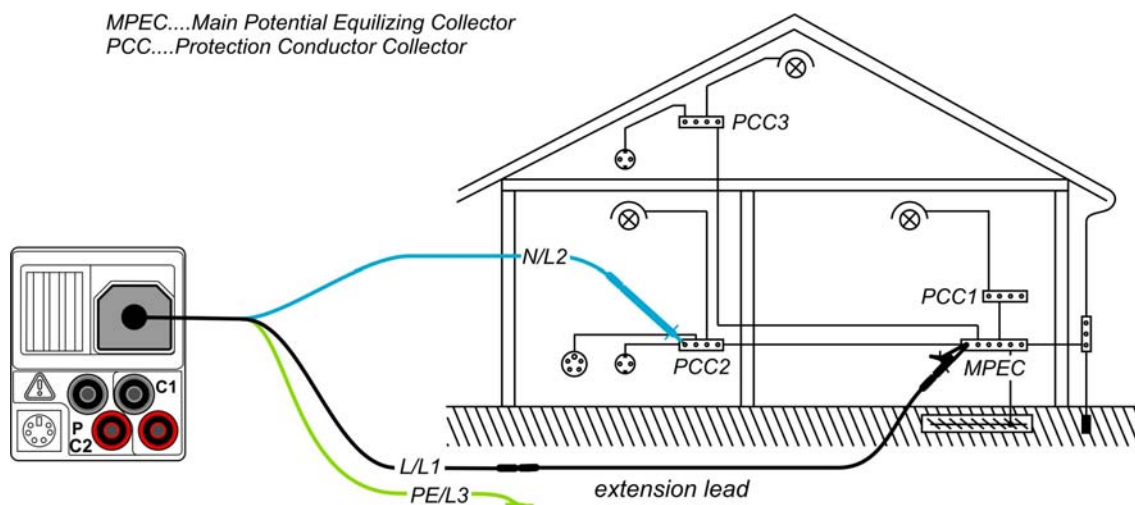 MPEC....Main Potential Equilizing Collector
PCC....Protection Conductor Collector
PCC3
N/L2
PCC1
PCC2
MPEC
C1
P
C2
L/L1
PE/L3
extension lead